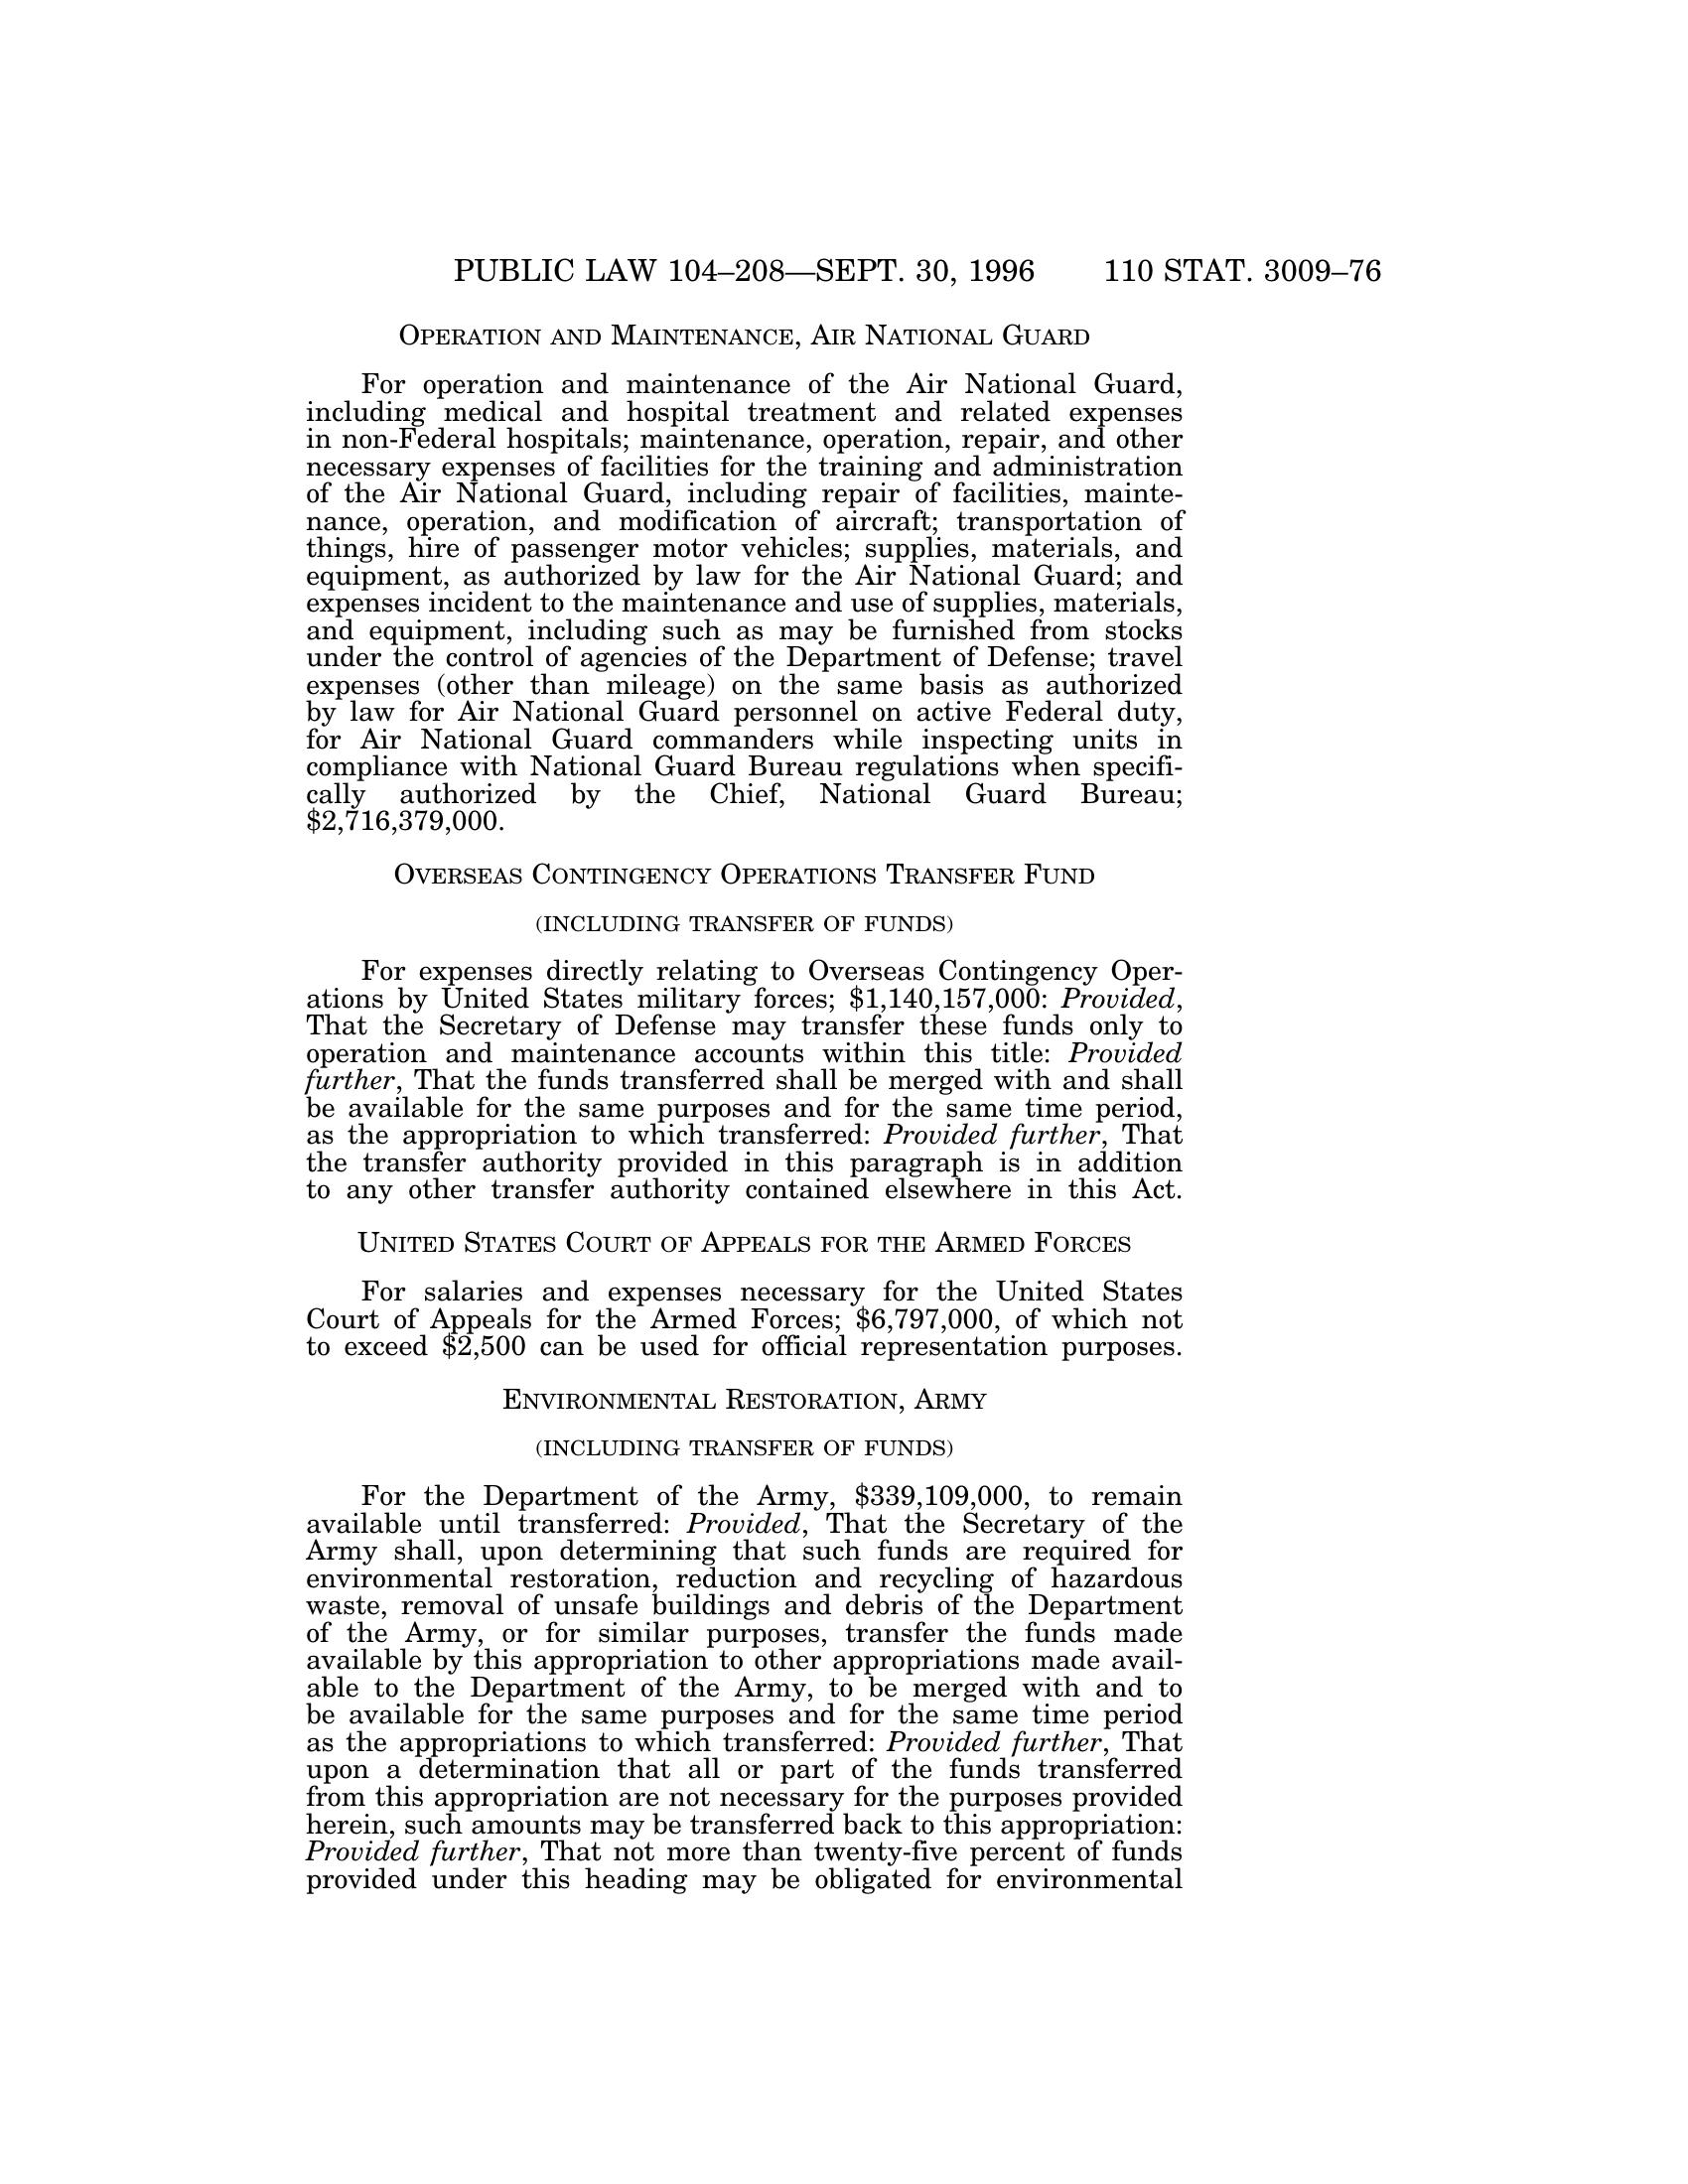 PUBLIC LAW 104–208—SEPT. 30, 1996 110 STAT. 3009–76
OPERATION AND MAINTENANCE, AIR NATIONAL GUARD
For operation and maintenance of the Air National Guard,
including medical and hospital treatment and related expenses
in non-Federal hospitals; maintenance, operation, repair, and other
necessary expenses of facilities for the training and administration
of the Air National Guard, including repair of facilities, mainte-
nance, operation, and modification of aircraft; transportation of
things, hire of passenger motor vehicles; supplies, materials, and
equipment, as authorized by law for the Air National Guard; and
expenses incident to the maintenance and use of supplies, materials,
and equipment, including such as may be furnished from stocks
under the control of agencies of the Department of Defense; travel
expenses (other than mileage) on the same basis as authorized
by law for Air National Guard personnel on active Federal duty,
for Air National Guard commanders while inspecting units in
compliance with National Guard Bureau regulations when specifi-
cally authorized by the Chief, National Guard Bureau;
$2,716,379,000.
OVERSEAS CONTINGENCY OPERATIONS TRANSFER FUND
(INCLUDING TRANSFER OF FUNDS)
For expenses directly relating to Overseas Contingency Oper-
ations by United States military forces; $1,140,157,000: Provided,
That the Secretary of Defense may transfer these funds only to
operation and maintenance accounts within this title: Provided
further, That the funds transferred shall be merged with and shall
be available for the same purposes and for the same time period,
as the appropriation to which transferred: Provided further, That
the transfer authority provided in this paragraph is in addition
to any other transfer authority contained elsewhere in this Act.
UNITED STATES COURT OF APPEALS FOR THE ARMED FORCES
For salaries and expenses necessary for the United States
Court of Appeals for the Armed Forces; $6,797,000, of which not
to exceed $2,500 can be used for official representation purposes.
ENVIRONMENTAL RESTORATION, ARMY
(INCLUDING TRANSFER OF FUNDS)
For the Department of the Army, $339,109,000, to remain
available until transferred: Provided, That the Secretary of the
Army shall, upon determining that such funds are required for
environmental restoration, reduction and recycling of hazardous
waste, removal of unsafe buildings and debris of the Department
of the Army, or for similar purposes, transfer the funds made
available by this appropriation to other appropriations made avail-
able to the Department of the Army, to be merged with and to
be available for the same purposes and for the same time period
as the appropriations to which transferred: Provided further, That
upon a determination that all or part of the funds transferred
from this appropriation are not necessary for the purposes provided
herein, such amounts may be transferred back to this appropriation:
Provided further, That not more than twenty-five percent of funds
provided under this heading may be obligated for environmental